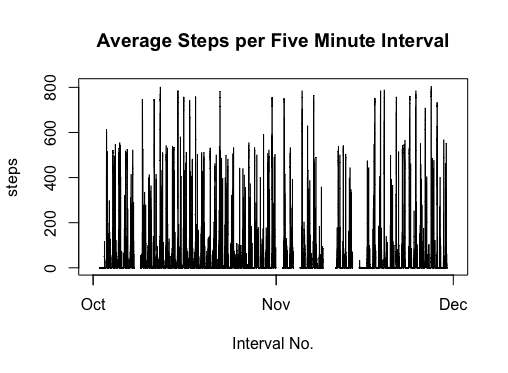 Average Steps per Five Minute Interval
steps
800
600
400
200
0
Oct Nov Dec
Interval No.